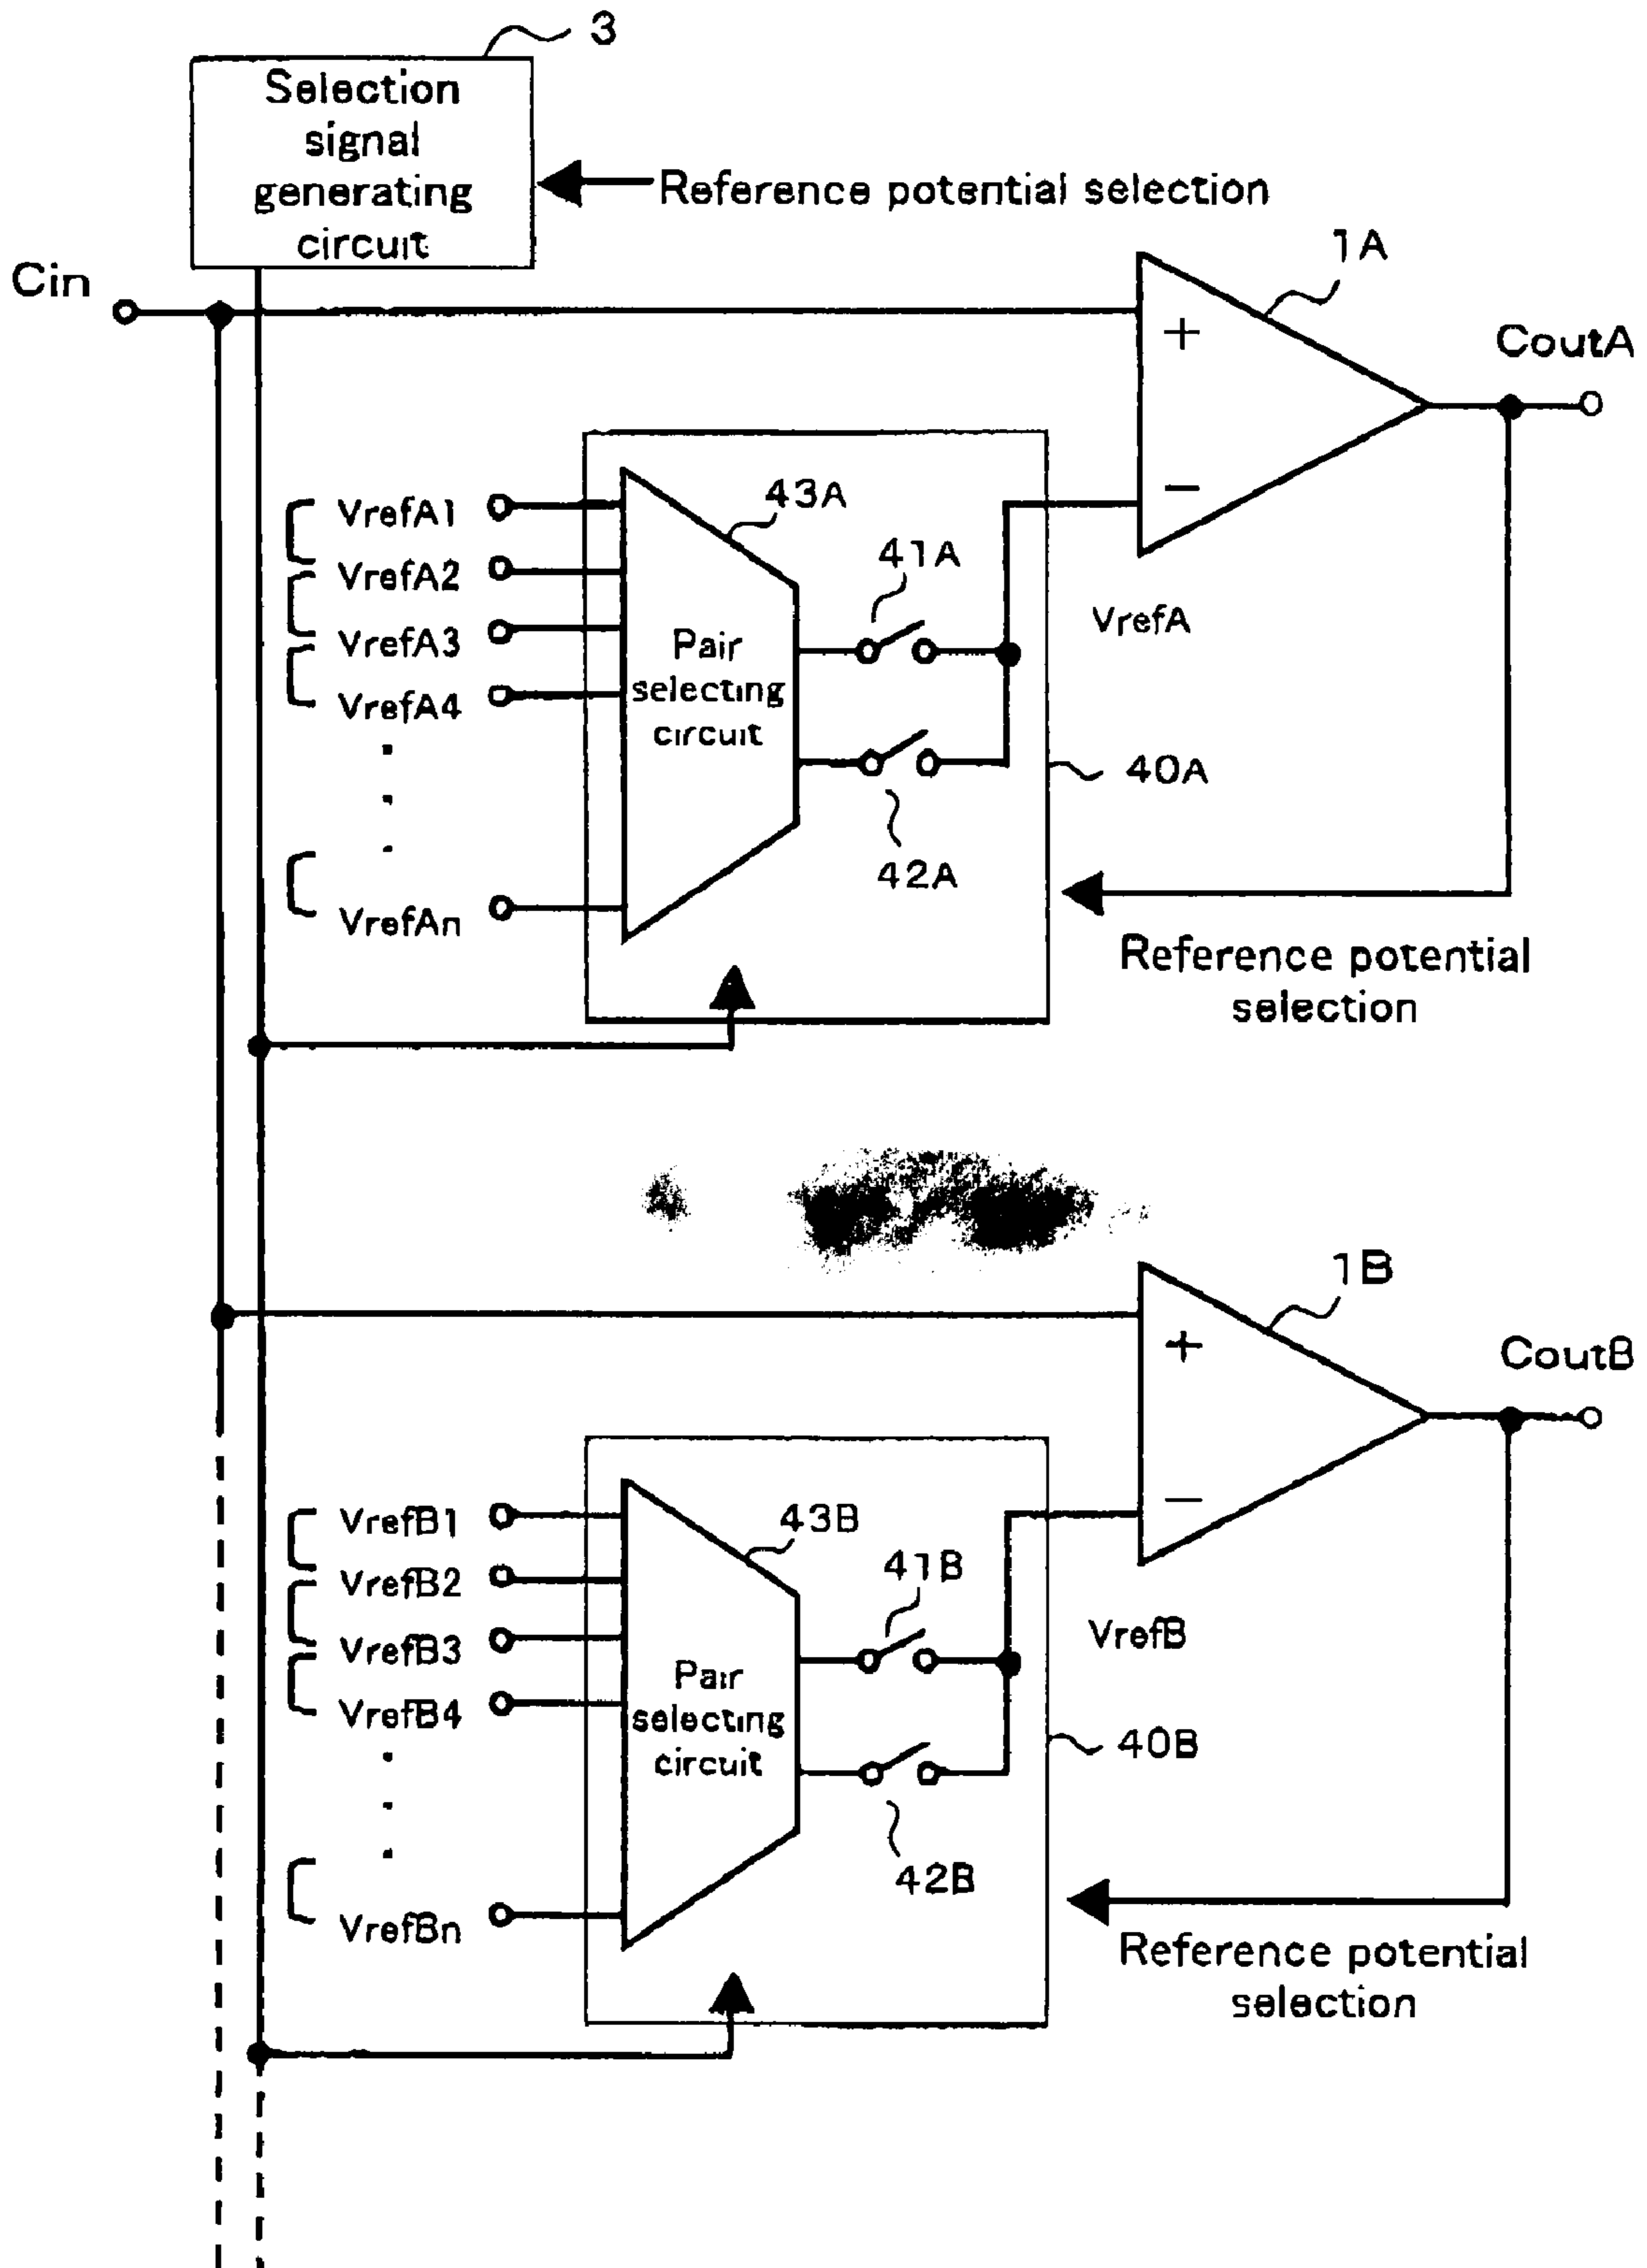 3
Selection
signal
generating
circuit
Reference potential selection
Cin
1A
+
−
CoutA
VrefA1
VrefA2
VrefA3
VrefA4
VrefAn
43A
41A
Pair
selecting
circuit
42A
VrefA
40A
Reference potential
selection
1B
+
−
CoutB
VrefB1
VrefB2
VrefB3
VrefB4
VrefBn
43B
41B
Pair
selecting
circuit
42B
VrefB
40B
Reference potential
selection